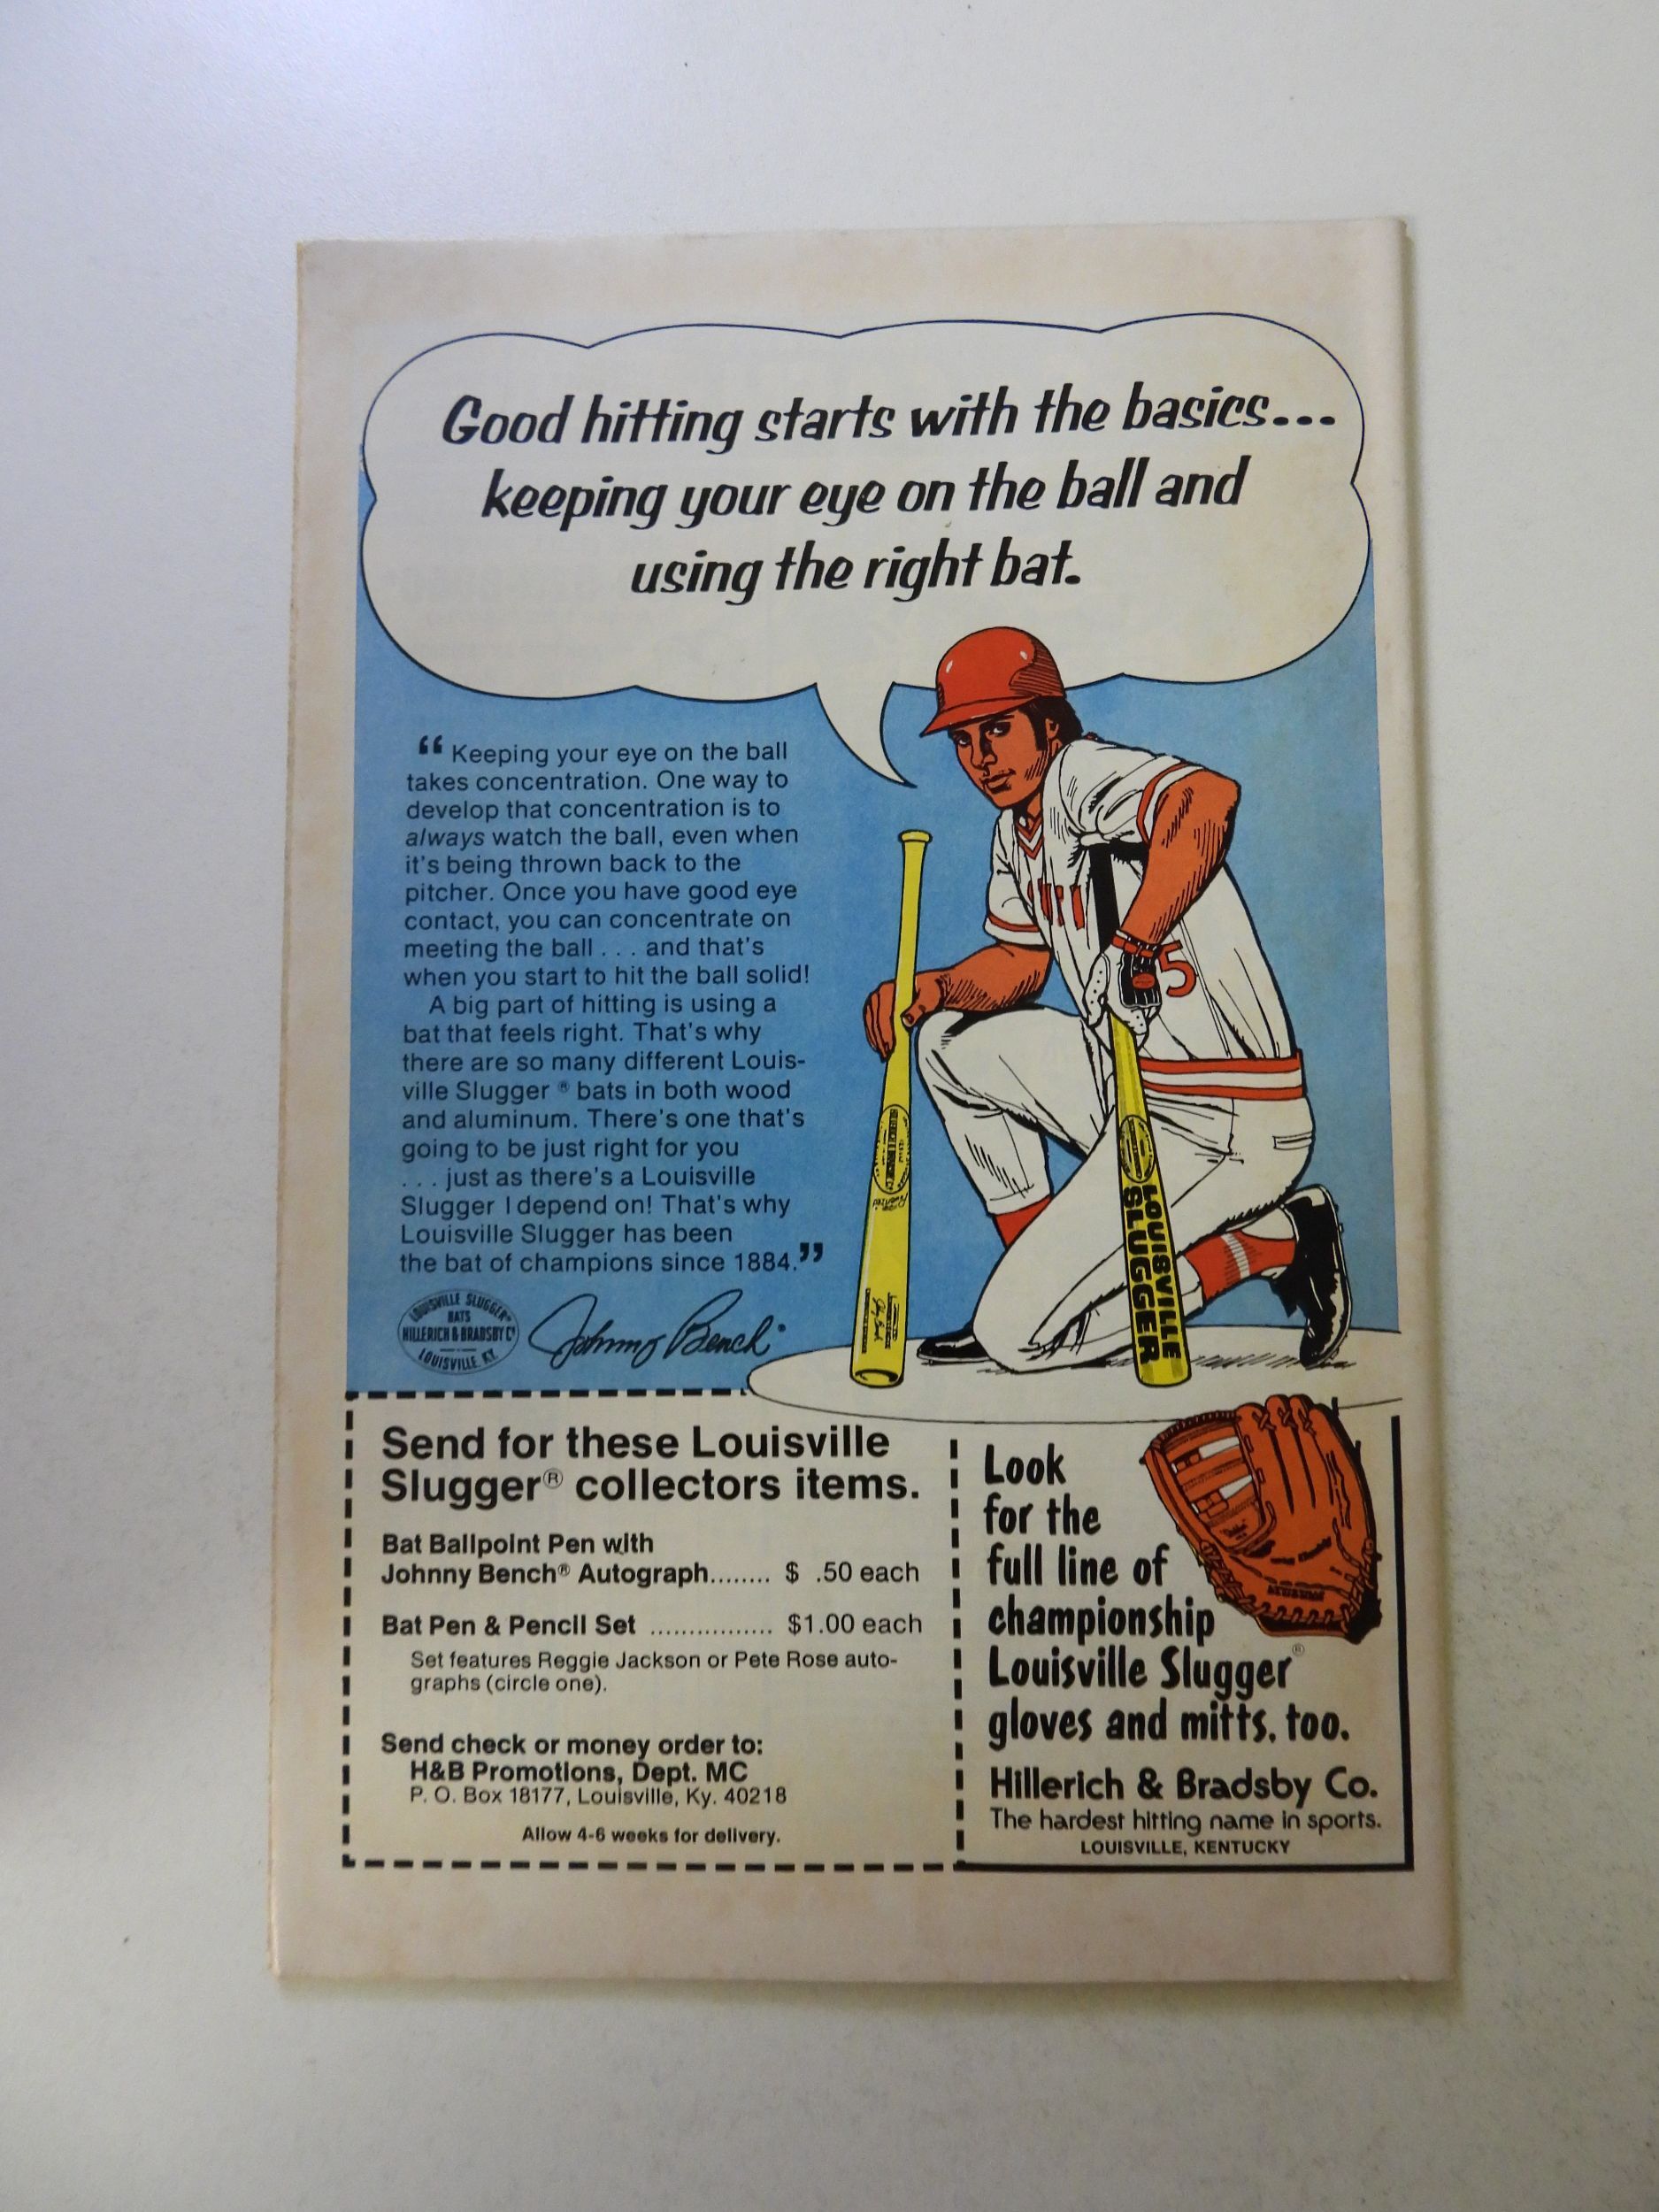 Good hitting starts with the basics...
keeping your eye on the ball and
using the right bat.
“Keeping your eye on the ball
takes concentration. One way to
develop that concentration is to
always watch the ball, even when
it's being thrown back to the
pitcher. Once you have good eye
contact, you can concentrate on
meeting the ball . . . and that's
when you start to hit the ball solid!
A big part of hitting is using a
bat that feels right. That's why
there are so many different Louis-
ville Slugger® bats in both wood
and aluminum. There's one that's
going to be just right for you
. . . just as there's a Louisville
Slugger I depend on! That's why
Louisville Slugger has been
the bat of champions since 1884.”
LOUISVILLE SLUGGER®
BATS
HILLERICH & BRADSBY Cº
LOUISVILLE, KY.
Johnny Bench
5
LOUISVILLE
SLUGGER
Send for these Louisville
Slugger® collectors items.
Bat Ballpoint Pen with
Johnny Bench® Autograph........ $ .50 each
Bat Pen & Pencil Set ................ $1.00 each
Set features Reggie Jackson or Pete Rose auto-
graphs (circle one).
Send check or money order to:
H&B Promotions, Dept. MC
P. O. Box 18177, Louisville, Ky. 40218
Allow 4-6 weeks for delivery.
Look
for the
full line of
championship
Louisville Slugger®
gloves and mitts, too.
Hillerich & Bradsby Co.
The hardest hitting name in sports.
LOUISVILLE, KENTUCKY